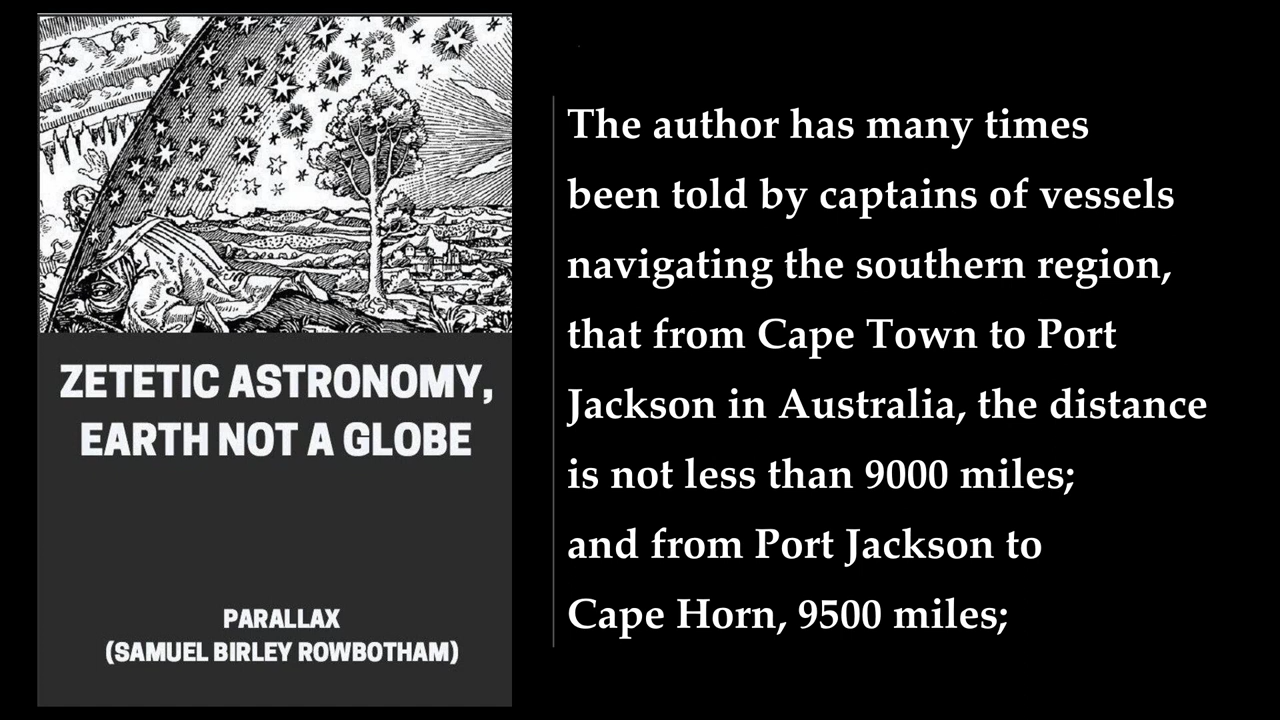 ZETETIC ASTRONOMY,
EARTH NOT A GLOBE
PARALLAX
(SAMUEL BIRLEY ROWBOTHAM)
The author has many times
been told by captains of vessels
navigating the southern region,
that from Cape Town to Port
Jackson in Australia, the distance
is not less than 9000 miles;
and from Port Jackson to
Cape Horn, 9500 miles;